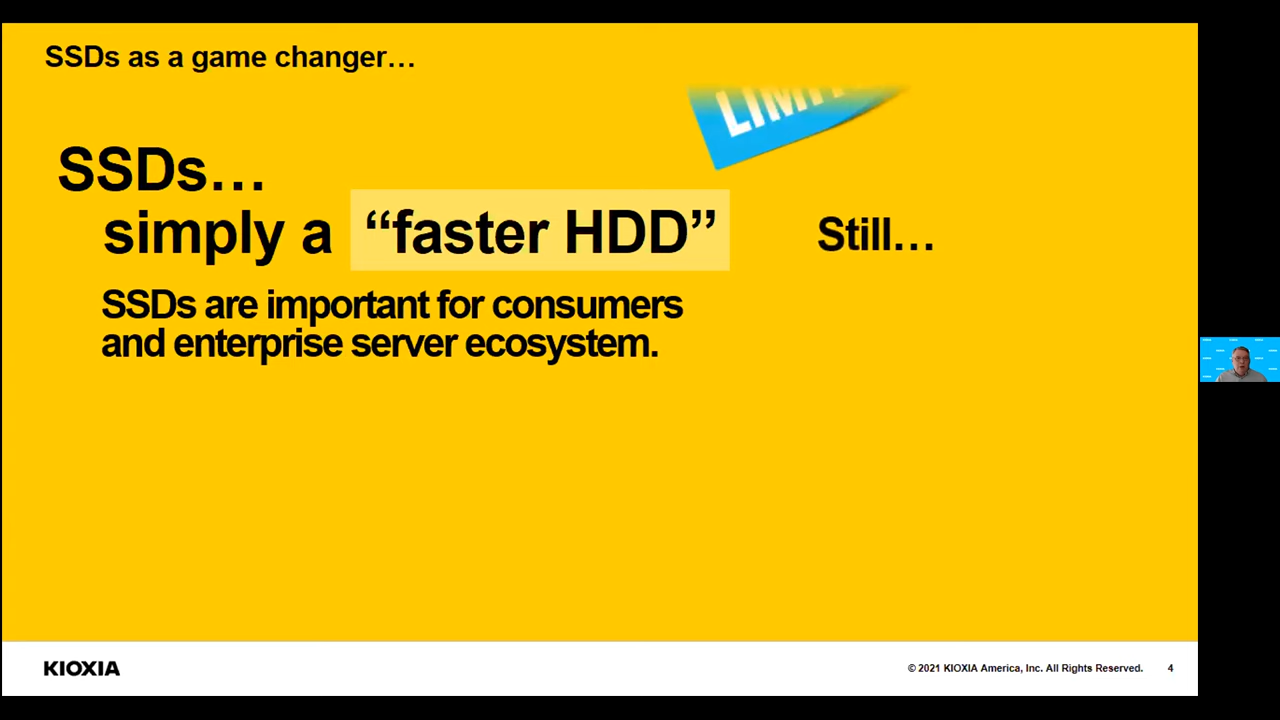 SSDs as a game changer…
SSDs…
simply a “faster HDD”
Still…
SSDs are important for consumers
and enterprise server ecosystem.
KIOXIA
© 2021 KIOXIA America, Inc. All Rights Reserved.
4